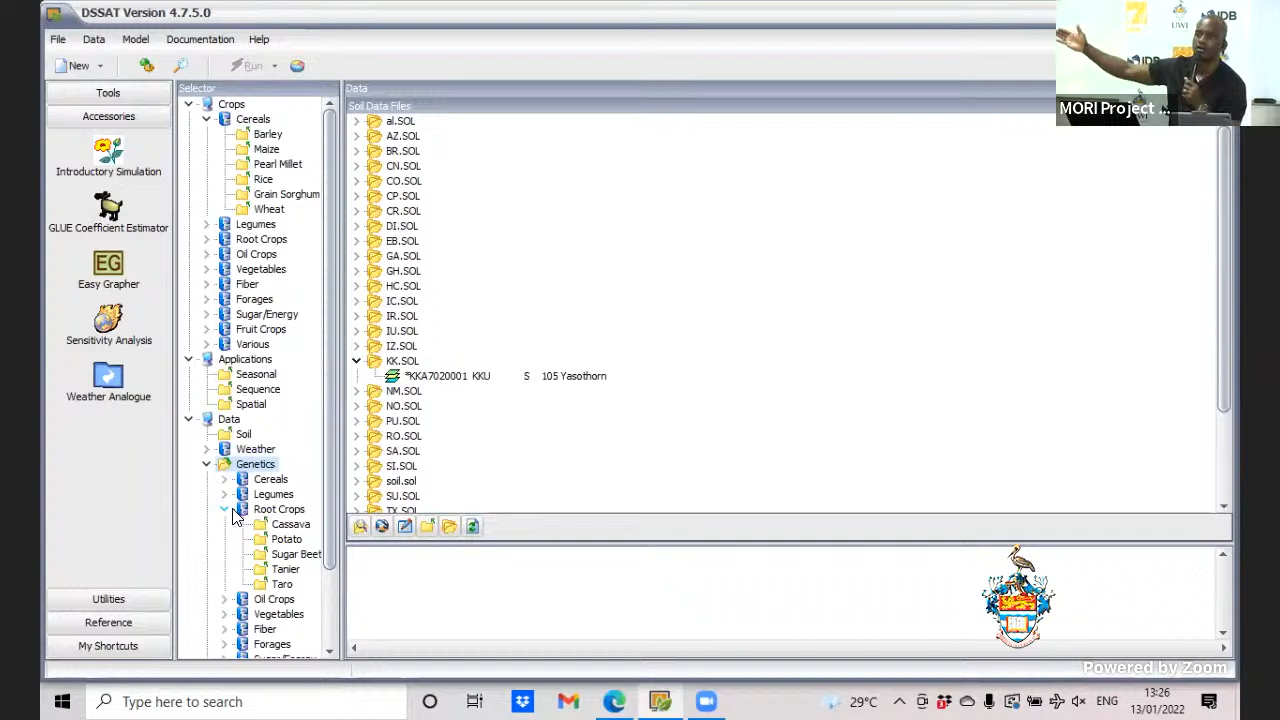 DSSAT Version 4.7.5.0
File Data Model Documentation Help
New Run
Tools
Accessories
Introductory Simulation
GLUE Coefficient Estimator
EG
Easy Grapher
Sensitivity Analysis
Weather Analogue
Utilities
Reference
My Shortcuts
Selector
Crops
Cereals
Barley
Maize
Pearl Millet
Rice
Grain Sorghum
Wheat
Legumes
Root Crops
Oil Crops
Vegetables
Fiber
Forages
Sugar/Energy
Fruit Crops
Various
Applications
Seasonal
Sequence
Spatial
Data
Soil
Weather
Genetics
Cereals
Legumes
Root Crops
Cassava
Potato
Sugar Beet
Tanier
Taro
Oil Crops
Vegetables
Fiber
Forages
Sugar/Energy
Data
Soil Data Files
al.SOL
AZ.SOL
BR.SOL
CN.SOL
CO.SOL
CP.SOL
CR.SOL
DI.SOL
EB.SOL
GA.SOL
GH.SOL
HC.SOL
IC.SOL
IR.SOL
IU.SOL
IZ.SOL
KK.SOL
*KKA7020001 KKU S 105 Yasothorn
NM.SOL
NO.SOL
PU.SOL
RO.SOL
SA.SOL
SI.SOL
soil.sol
SU.SOL
TX.SOL
UWI IDB
IDB
MORI Project ...
Powered by Zoom
Type here to search
29°C
ENG
13:26
13/01/2022